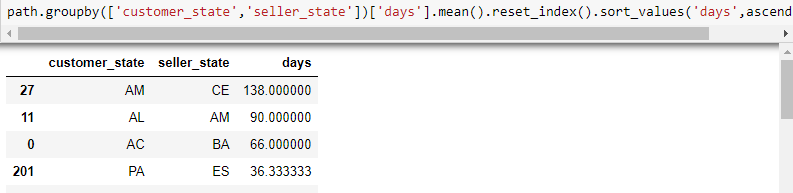 path.groupby(['customer_state','seller_state'])['days'].mean().reset_index().sort_values('days',ascend
customer_state seller_state days
27 AM CE 138.000000
11 AL AM 90.000000
0 AC BA 66.000000
201 PA ES 36.333333